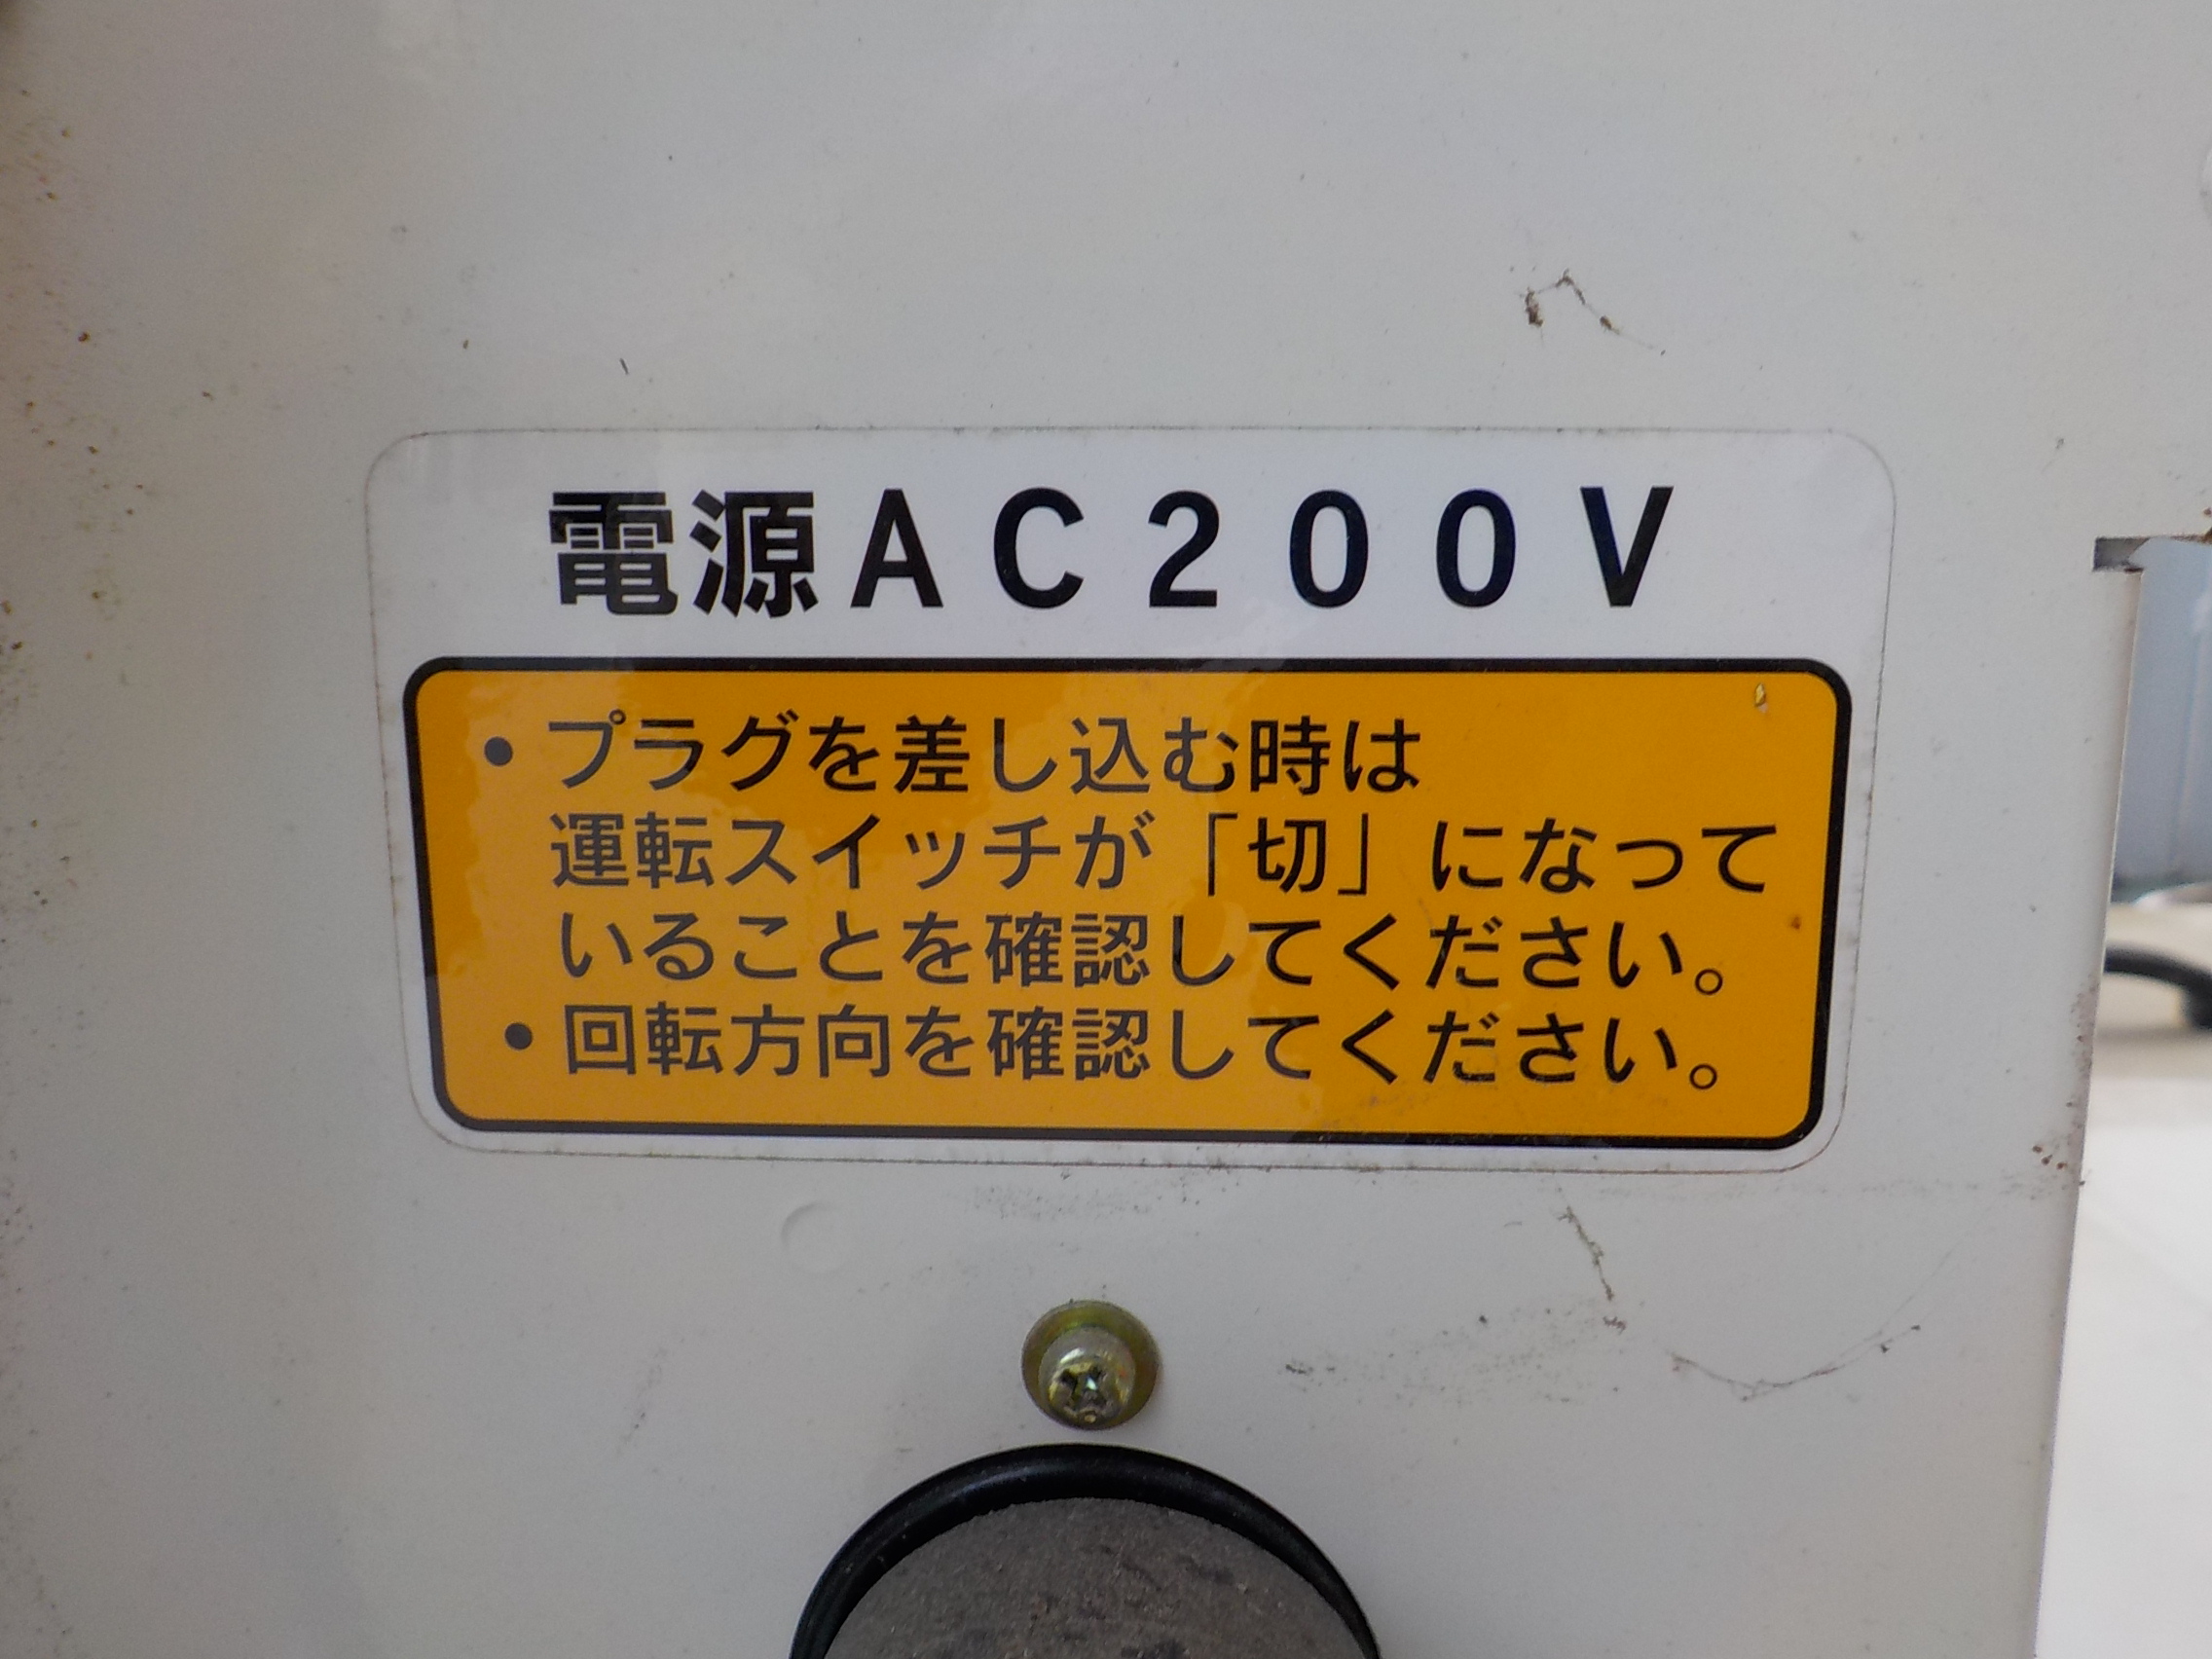 電源AC200V
・プラグを差し込む時は
運転スイッチが「切」になって
いることを確認してください。
・回転方向を確認してください。